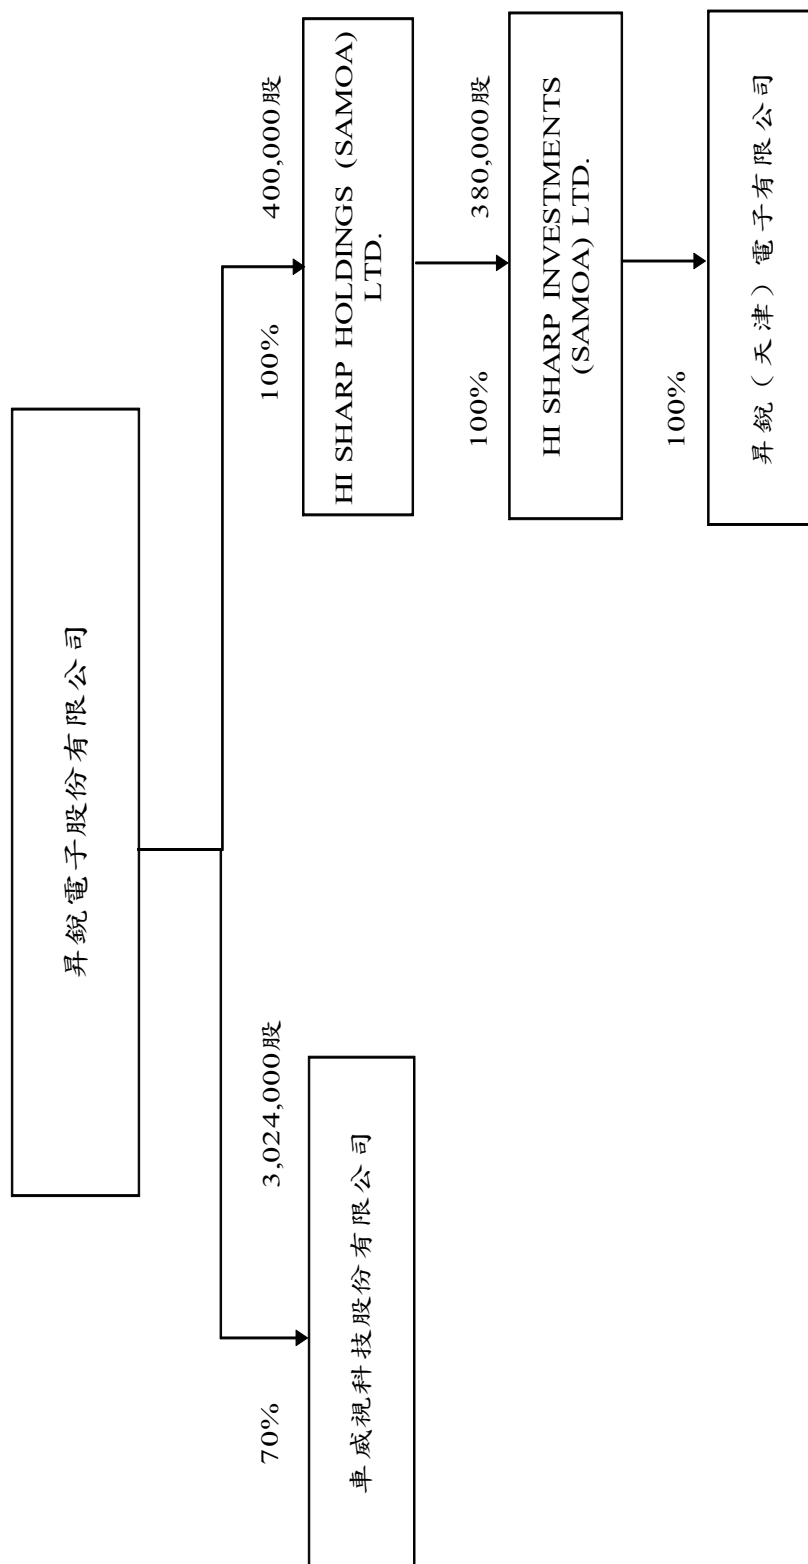 昇銳電子股份有限公司
70%
3,024,000股
100%
400,000股
車威視科技股份有限公司
HI SHARP HOLDINGS (SAMOA)
LTD.
100%
380,000股
HI SHARP INVESTMENTS
(SAMOA) LTD.
100%
昇銳（天津）電子有限公司